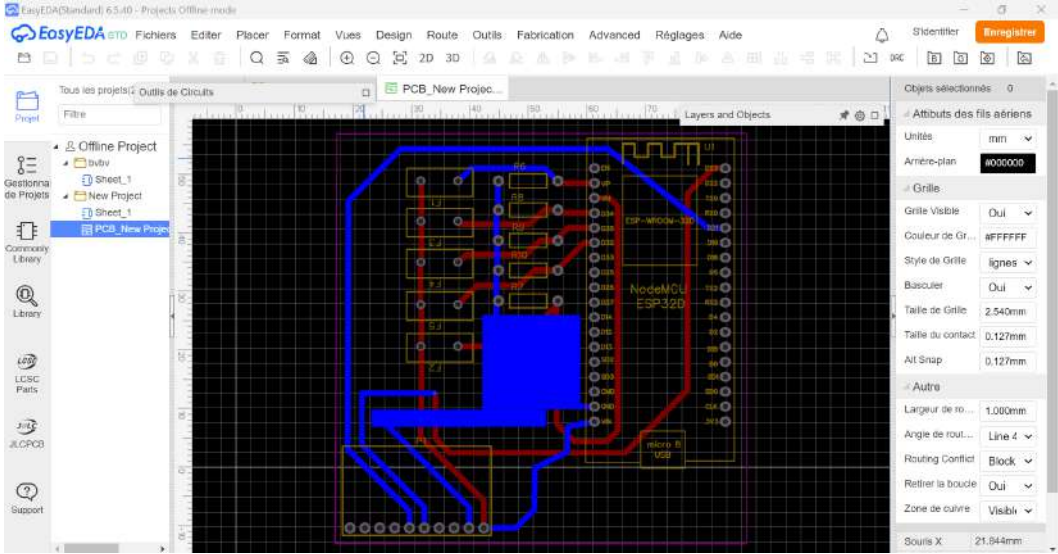 EasyEDA(Standard) 6.5.40 - Projects Offline mode
EasyEDA STD Fichiers Editer Placer Format Vues Design Route Outils Fabrication Advanced Réglages Aide S'identifier Enregistrer
2D 3D DRC
Tous les projets(2
Outils de Circuits
PCB_New Projec...
Objets sélectionnés 0
Filtre
Layers and Objects
Projet
Gestionna
de Projets
Commonly
Library
Library
LCSC
Parts
JLCPCB
Support
Offline Project
bvbv
Sheet_1
New Project
Sheet_1
PCB_New Projec
R6
U1
R8
R9
R10
R7
ESP-WROOM-32D
NodeMCU
ESP32D
micro B
USB
Attibuts des fils aériens
Unités mm
Arrière-plan #000000
Grille
Grille Visible Oui
Couleur de Gr... #FFFFFF
Style de Grille lignes
Basculer Oui
Taille de Grille 2.540mm
Taille du contact 0.127mm
Alt Snap 0.127mm
Autre
Largeur de ro... 1.000mm
Angle de rout... Line 4
Routing Conflict Block
Retirer la boucle Oui
Zone de cuivre Visibl
Souris X 21.844mm